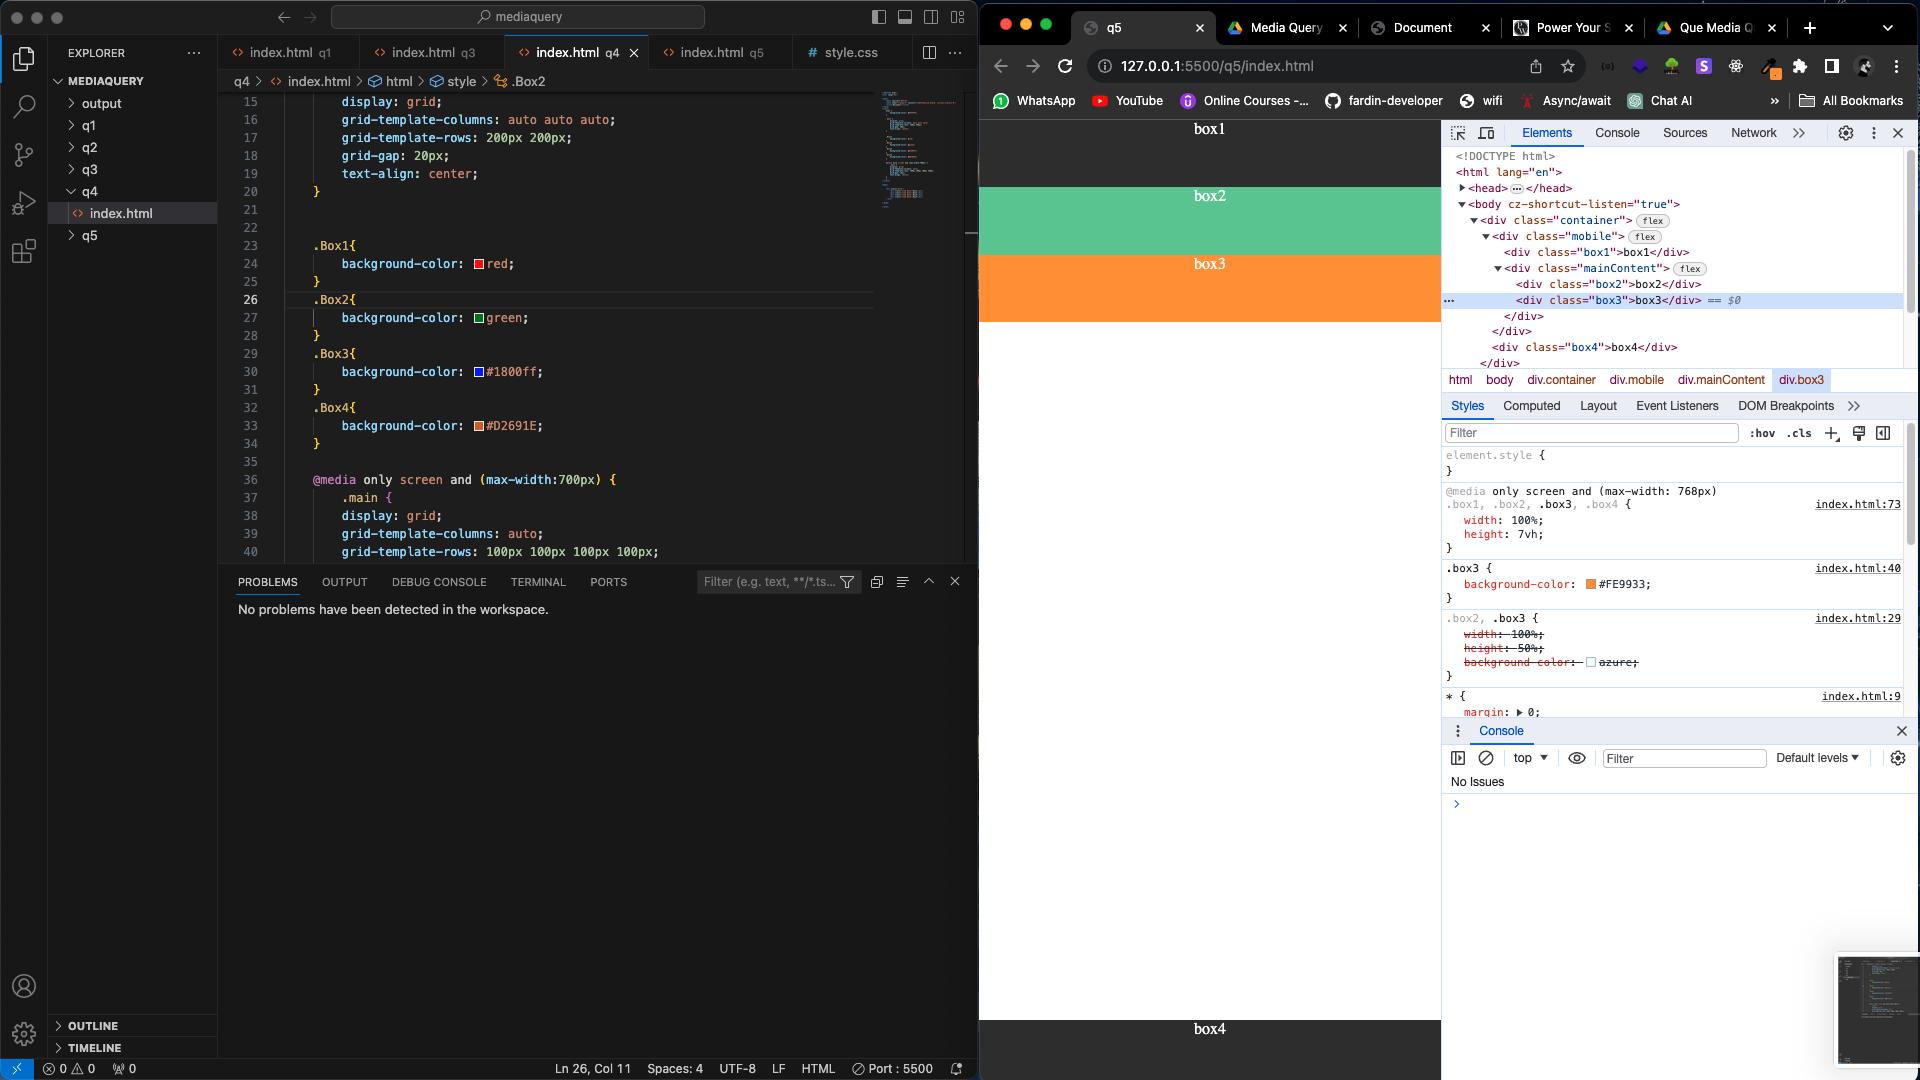 mediaquery
EXPLORER
MEDIAQUERY
output
q1
q2
q3
q4
index.html
q5
OUTLINE
TIMELINE
index.html q1
index.html q3
index.html q4
index.html q5
# style.css
q4 > index.html > html > style > .Box2
15 display: grid;
16 grid-template-columns: auto auto auto;
17 grid-template-rows: 200px 200px;
18 grid-gap: 20px;
19 text-align: center;
20 }
21
22
23 .Box1{
24 background-color: red;
25 }
26 .Box2{
27 background-color: green;
28 }
29 .Box3{
30 background-color: #1800ff;
31 }
32 .Box4{
33 background-color: #D2691E;
34 }
35
36 @media only screen and (max-width:700px) {
37 .main {
38 display: grid;
39 grid-template-columns: auto;
40 grid-template-rows: 100px 100px 100px 100px;
PROBLEMS OUTPUT DEBUG CONSOLE TERMINAL PORTS
Filter (e.g. text, **/*.ts...
No problems have been detected in the workspace.
0 0 0
Ln 26, Col 11 Spaces: 4 UTF-8 LF HTML Port : 5500
q5
Media Query
Document
Power Your S
Que Media Q
127.0.0.1:5500/q5/index.html
WhatsApp YouTube Online Courses -... fardin-developer wifi Async/await Chat AI » All Bookmarks
box1
box2
box3
box4
Elements Console Sources Network
<!DOCTYPE html>
<html lang="en">
<head> </head>
<body cz-shortcut-listen="true">
<div class="container"> flex
<div class="mobile"> flex
<div class="box1">box1</div>
<div class="mainContent"> flex
<div class="box2">box2</div>
<div class="box3">box3</div> == $0
</div>
</div>
<div class="box4">box4</div>
</div>
html body div.container div.mobile div.mainContent div.box3
Styles Computed Layout Event Listeners DOM Breakpoints
Filter
:hov .cls
element.style {
}
@media only screen and (max-width: 768px)
.box1, .box2, .box3, .box4 { index.html:73
width: 100%;
height: 7vh;
}
.box3 { index.html:40
background-color: #FE9933;
}
.box2, .box3 { index.html:29
width: 100%;
height: 50%;
background-color: azure;
}
* { index.html:9
margin: 0;
Console
top
Filter
Default levels
No Issues